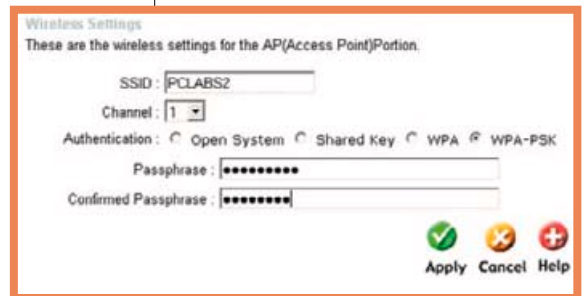 Wireless Settings
These are the wireless settings for the AP(Access Point)Portion.
SSID : PCLABS2
Channel : 1
Authentication : Open System Shared Key WPA WPA-PSK
Passphrase : •••••••••
Confirmed Passphrase : ••••••••
Apply Cancel Help